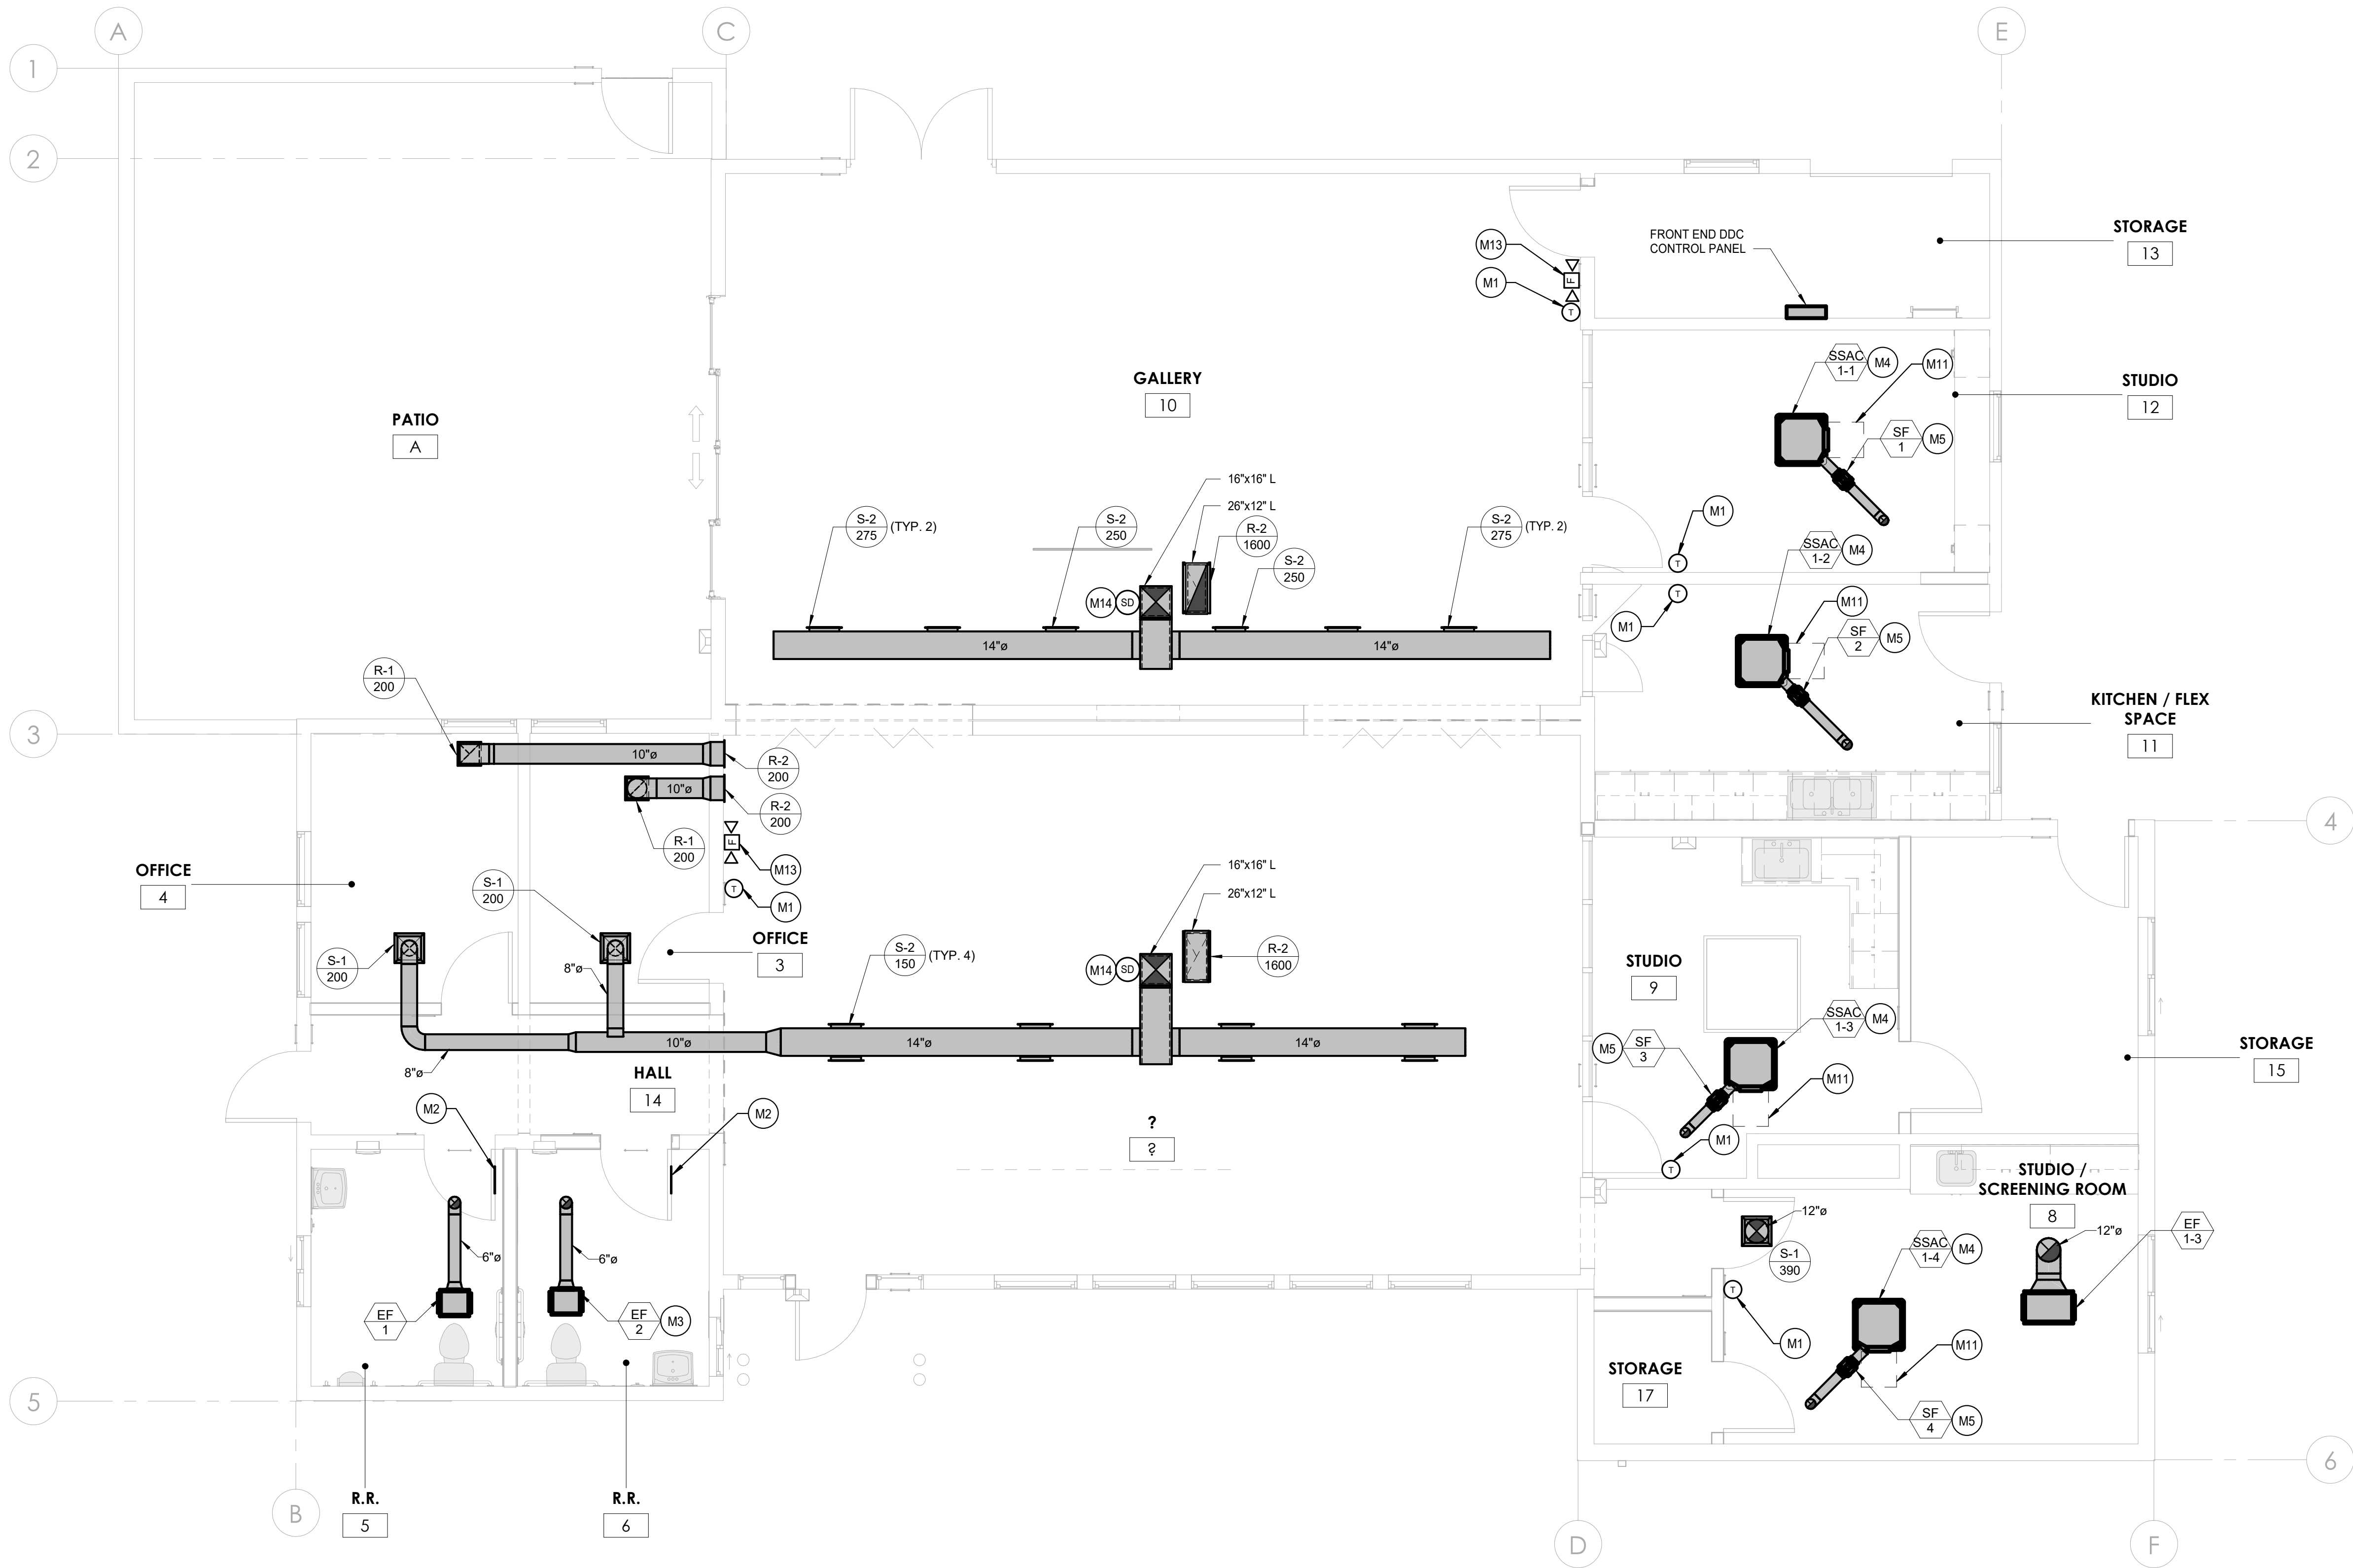 A
C
E
1
2
3
4
5
6
B
D
F
PATIO
A
GALLERY
10
FRONT END DDC
CONTROL PANEL
STORAGE
13
STUDIO
12
KITCHEN / FLEX
SPACE
11
M13
F
M1
T
SSAC
1-1
M4
M11
SF
1
M5
M1
T
SSAC
1-2
M4
T
M1
M11
SF
2
M5
S-2
275
(TYP. 2)
S-2
250
16"x16" L
26"x12" L
R-2
1600
S-2
250
S-2
275
(TYP. 2)
M14
SD
14"ø
14"ø
R-1
200
10"ø
R-2
200
10"ø
R-2
200
R-1
200
F
M13
T
M1
OFFICE
4
S-1
200
S-1
200
OFFICE
3
8"ø
8"ø
10"ø
14"ø
14"ø
S-2
150
(TYP. 4)
16"x16" L
26"x12" L
R-2
1600
M14
SD
HALL
14
M2
M2
?
?
STUDIO
9
SSAC
1-3
M4
M5
SF
3
M11
M1
T
STORAGE
15
STUDIO /
SCREENING ROOM
8
12"ø
S-1
390
12"ø
EF
1-3
SSAC
1-4
M4
T
M1
M11
SF
4
M5
STORAGE
17
6"ø
6"ø
EF
1
EF
2
M3
R.R.
5
R.R.
6